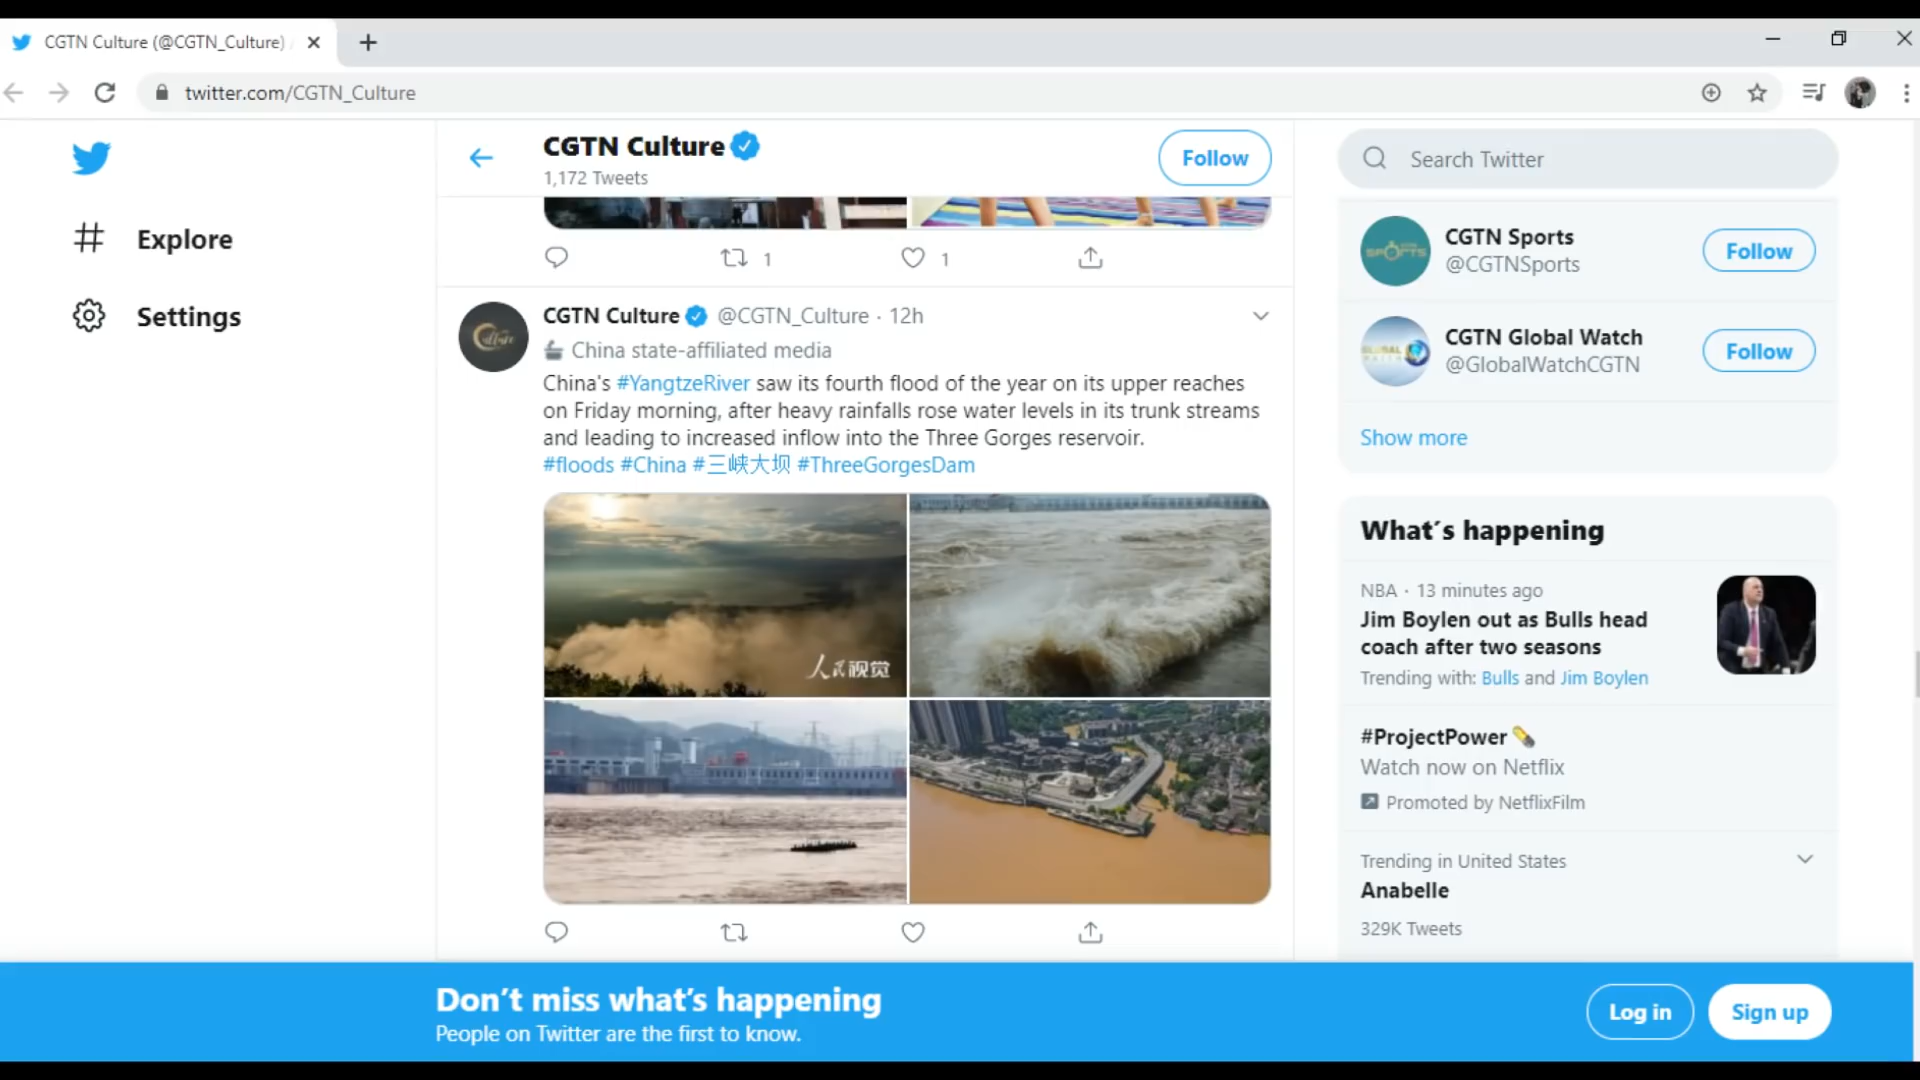 CGTN Culture (@CGTN_Culture)
twitter.com/CGTN_Culture
Explore
Settings
CGTN Culture
1,172 Tweets
Follow
1
1
CGTN Culture @CGTN_Culture · 12h
China state-affiliated media
China's #YangtzeRiver saw its fourth flood of the year on its upper reaches
on Friday morning, after heavy rainfalls rose water levels in its trunk streams
and leading to increased inflow into the Three Gorges reservoir.
#floods #China #三峡大坝 #ThreeGorgesDam
人民视觉
Search Twitter
SPORTS
CGTN Sports
@CGTNSports
Follow
CGTN Global Watch
@GlobalWatchCGTN
Follow
Show more
What's happening
NBA · 13 minutes ago
Jim Boylen out as Bulls head
coach after two seasons
Trending with: Bulls and Jim Boylen
#ProjectPower
Watch now on Netflix
Promoted by NetflixFilm
Trending in United States
Anabelle
329K Tweets
Don't miss what's happening
People on Twitter are the first to know.
Log in
Sign up